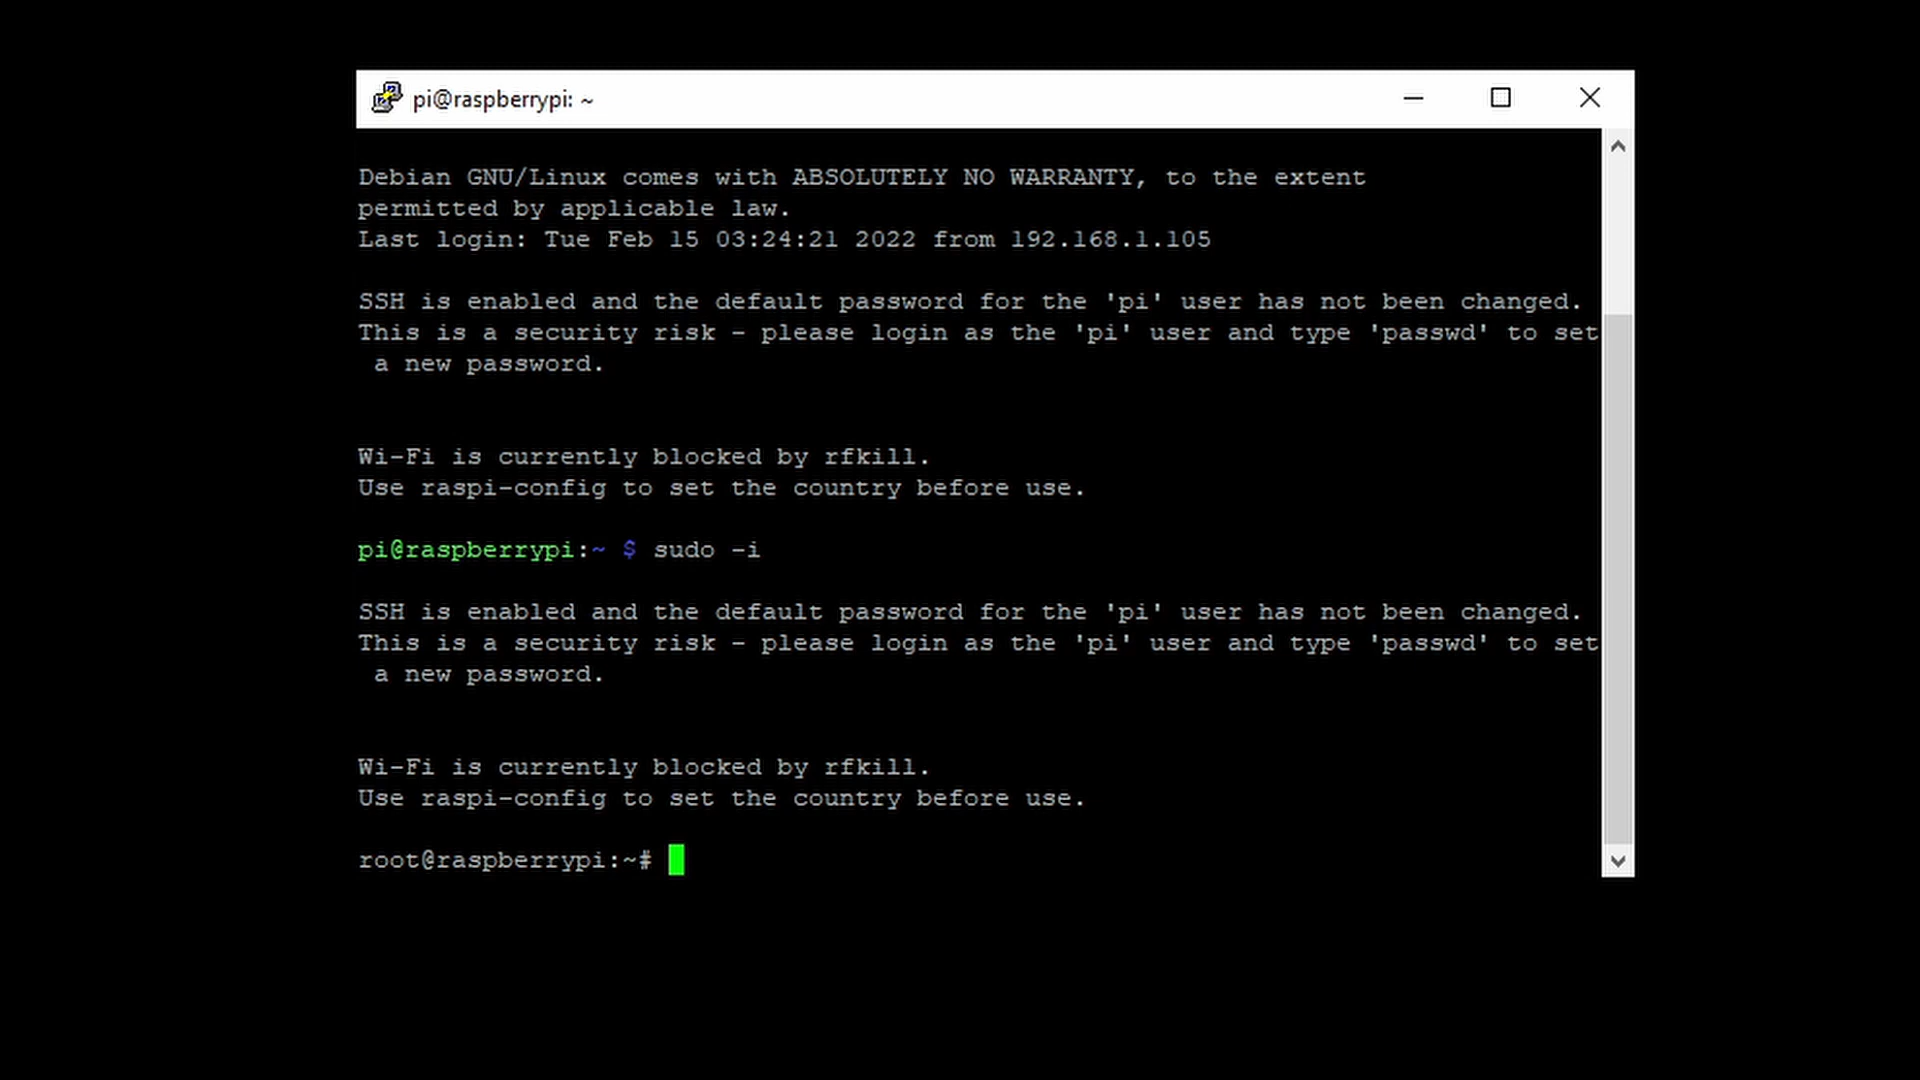 pi@raspberrypi: ~
Debian GNU/Linux comes with ABSOLUTELY NO WARRANTY, to the extent
permitted by applicable law.
Last login: Tue Feb 15 03:24:21 2022 from 192.168.1.105
SSH is enabled and the default password for the 'pi' user has not been changed.
This is a security risk - please login as the 'pi' user and type 'passwd' to set
a new password.
Wi-Fi is currently blocked by rfkill.
Use raspi-config to set the country before use.
pi@raspberrypi:~ $ sudo -i
SSH is enabled and the default password for the 'pi' user has not been changed.
This is a security risk - please login as the 'pi' user and type 'passwd' to set
a new password.
Wi-Fi is currently blocked by rfkill.
Use raspi-config to set the country before use.
root@raspberrypi:~#